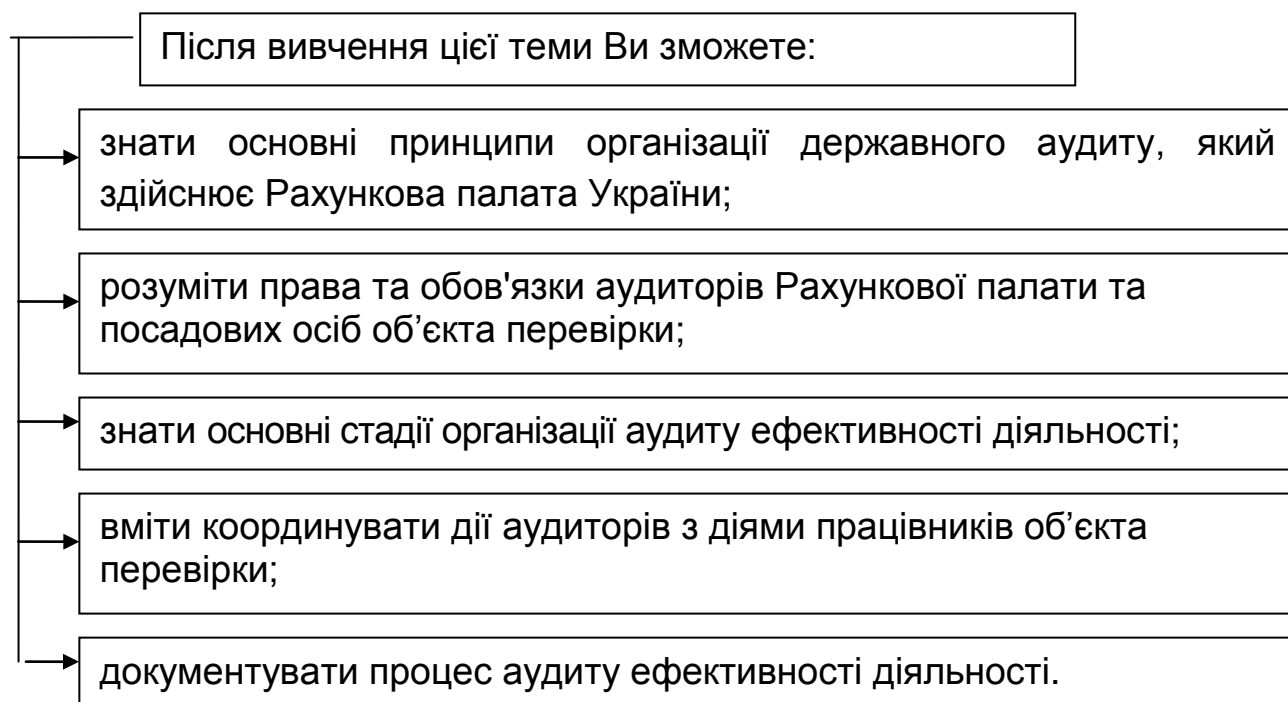 Після вивчення цієї теми Ви зможете:
знати основні принципи організації державного аудиту, який
здійснює Рахункова палата України;
розуміти права та обов'язки аудиторів Рахункової палати та
посадових осіб об’єкта перевірки;
знати основні стадії організації аудиту ефективності діяльності;
вміти координувати дії аудиторів з діями працівників об’єкта
перевірки;
документувати процес аудиту ефективності діяльності.